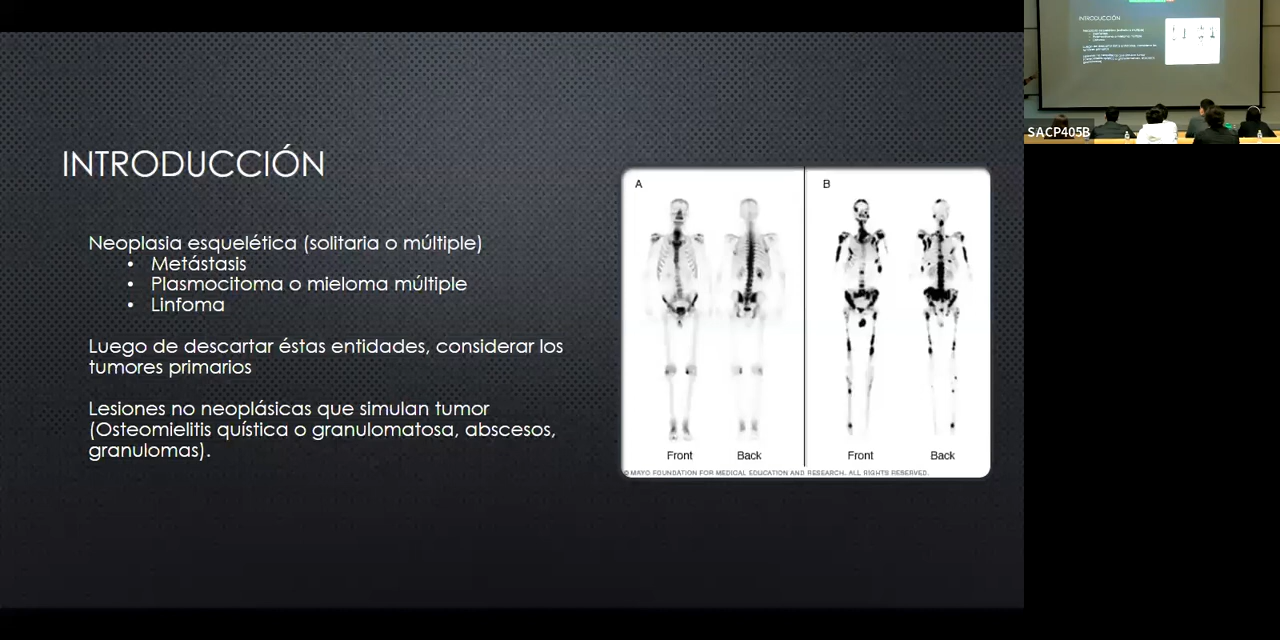 INTRODUCCIÓN
Neoplasia esquelética (solitaria o múltiple)
• Metástasis
• Plasmocitoma o mieloma múltiple
• Linfoma
Luego de descartar éstas entidades, considerar los
tumores primarios
Lesiones no neoplásicas que simulan tumor
(Osteomielitis quística o granulomatosa, abscesos,
granulomas).
A
B
Front
Back
Front
Back
© MAYO FOUNDATION FOR MEDICAL EDUCATION AND RESEARCH. ALL RIGHTS RESERVED.
INTRODUCCIÓN
SACP405B